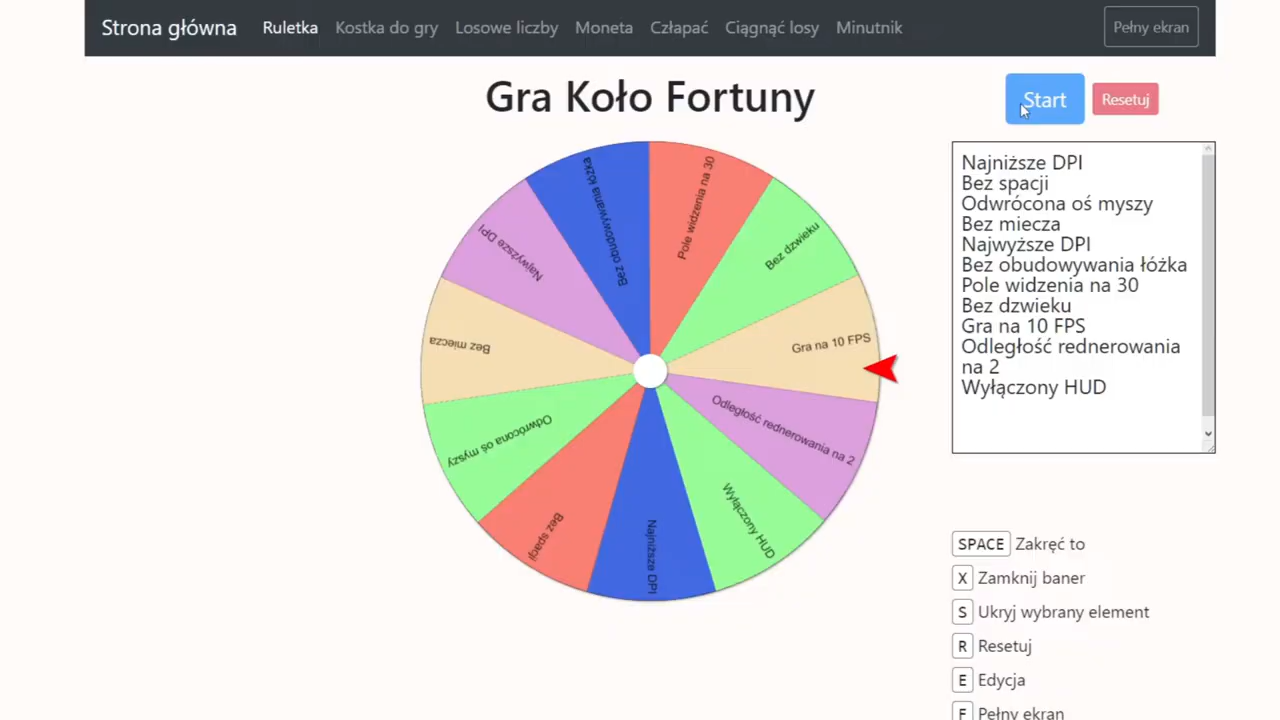 Strona główna Ruletka Kostka do gry Losowe liczby Moneta Człapać Ciągnąć losy Minutnik Pełny ekran
Gra Koło Fortuny
Start Resetuj
Bez obudowywania łóżka
Pole widzenia na 30
Bez dzwieku
Gra na 10 FPS
Odległość rednerowania na 2
Wyłączony HUD
Najniższe DPI
Bez spacji
Odwrócona oś myszy
Bez miecza
Najwyższe DPI
Najniższe DPI
Bez spacji
Odwrócona oś myszy
Bez miecza
Najwyższe DPI
Bez obudowywania łóżka
Pole widzenia na 30
Bez dzwieku
Gra na 10 FPS
Odległość rednerowania
na 2
Wyłączony HUD
SPACE Zakręć to
X Zamknij baner
S Ukryj wybrany element
R Resetuj
E Edycja
F Pełny ekran